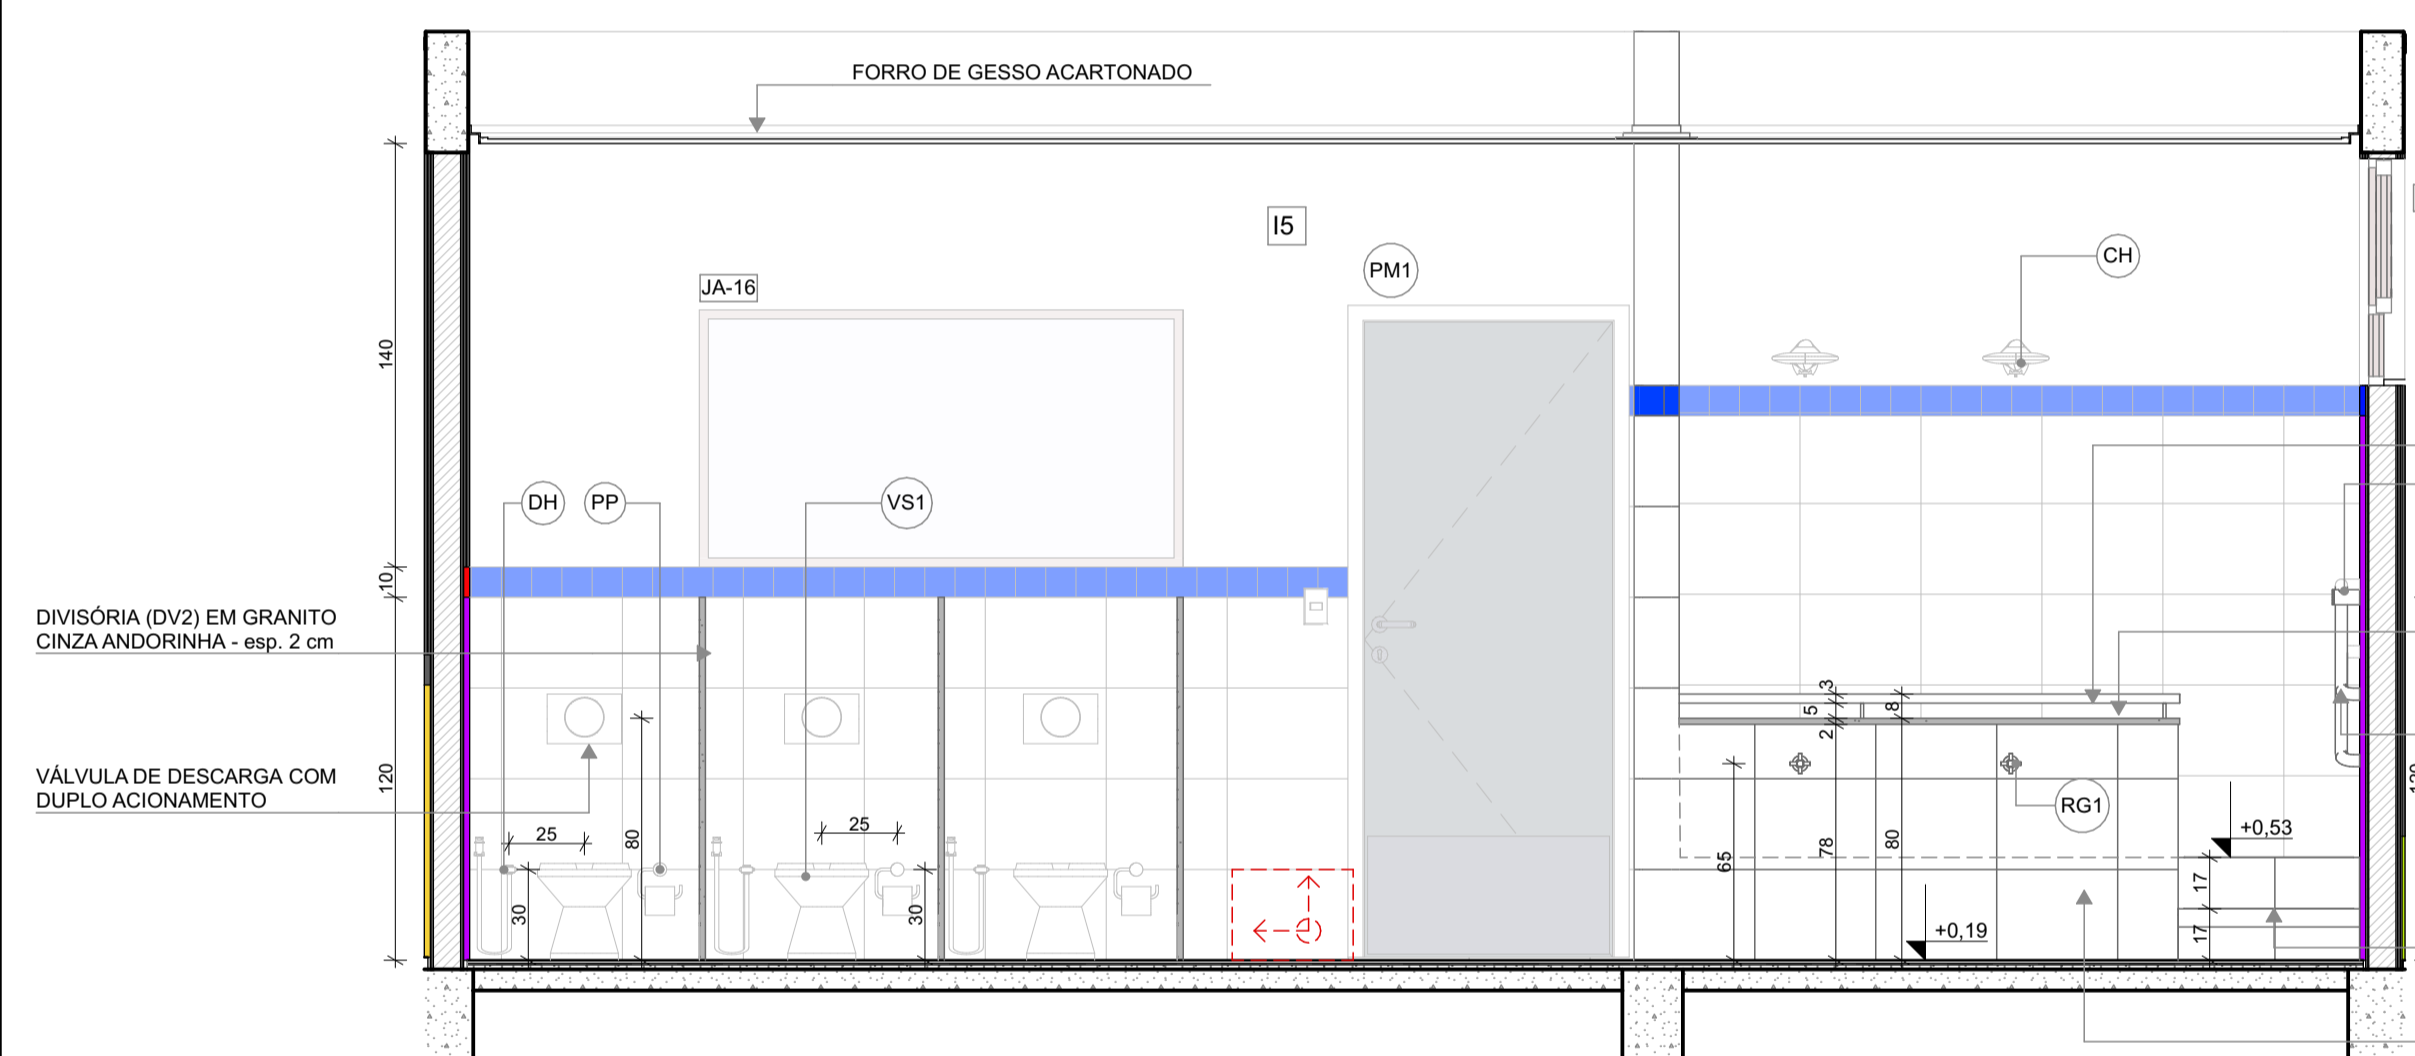 FORRO DE GESSO ACARTONADO
I5
PM1
CH
JA-16
140
DH
PP
VS1
10
DIVISÓRIA (DV2) EM GRANITO
CINZA ANDORINHA - esp. 2 cm
3
5
8
2
VÁLVULA DE DESCARGA COM
DUPLO ACIONAMENTO
120
RG1
25
80
25
65
78
80
+0,53
17
30
30
+0,19
17